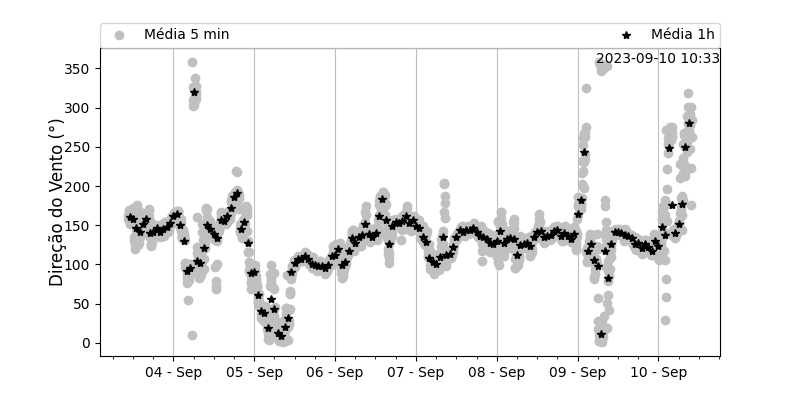 Média 5 min
Média 1h
2023-09-10 10:33
Direção do Vento (°)
350
300
250
200
150
100
50
0
04 - Sep
05 - Sep
06 - Sep
07 - Sep
08 - Sep
09 - Sep
10 - Sep